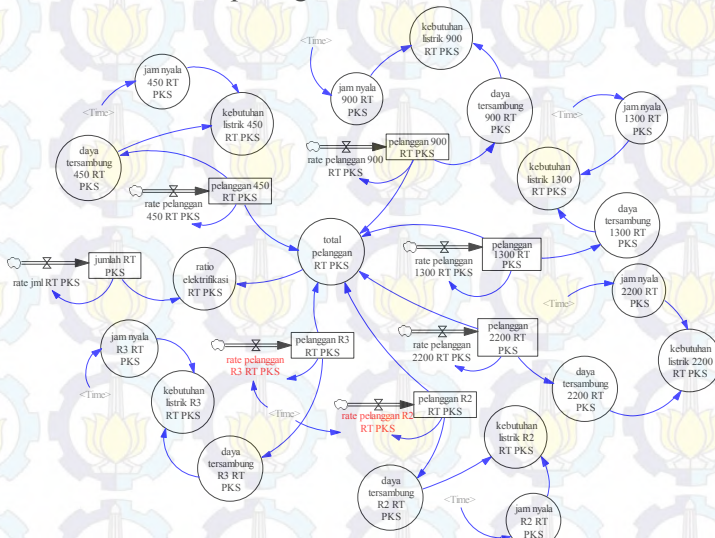 kebutuhan
listrik 900
RT PKS
<Time>
jam nyala
450 RT
PKS
jam nyala
900 RT
PKS
daya
tersambung
900 RT
PKS
<Time>
kebutuhan
listrik 450
RT PKS
<Time>
jam nyala
1300 RT
PKS
daya
tersambung
450 RT
PKS
pelanggan 900
RT PKS
rate pelanggan 900
RT PKS
kebutuhan
listrik 1300
RT PKS
pelanggan 450
RT PKS
rate pelanggan
450 RT PKS
daya
tersambung
1300 RT
PKS
total
pelanggan
RT PKS
pelanggan
1300 RT
PKS
rate pelanggan
1300 RT PKS
jumlah RT
PKS
rate jml RT PKS
ratio
elektrifikasi
RT PKS
jam nyala
2200 RT
PKS
<Time>
jam nyala
R3 RT
PKS
pelanggan R3
RT PKS
rate pelanggan
R3 RT PKS
pelanggan
2200 RT
PKS
rate pelanggan
2200 RT PKS
kebutuhan
listrik 2200
RT PKS
<Time>
kebutuhan
listrik R3
RT PKS
<Time>
pelanggan R2
RT PKS
rate pelanggan R2
RT PKS
daya
tersambung
2200 RT
PKS
kebutuhan
listrik R2
RT PKS
daya
tersambung
R3 RT
PKS
daya
tersambung
R2 RT
PKS
<Time>
jam nyala
R2 RT
PKS